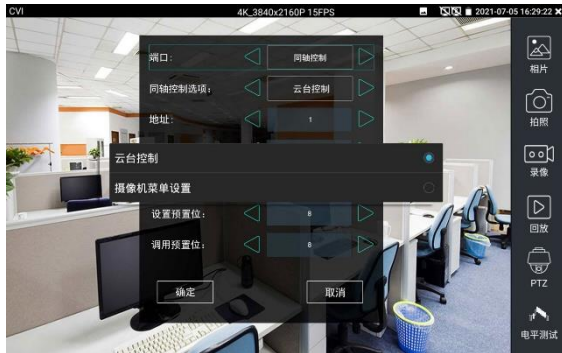 CVI 4K_3840x2160P 15FPS 2021-07-05 16:29:22
端口: 同轴控制
同轴控制选项: 云台控制
地址: 1
云台控制
摄像机菜单设置
设置预置位: 8
调用预置位: 8
确定 取消
相片
拍照
录像
回放
PTZ
电平测试